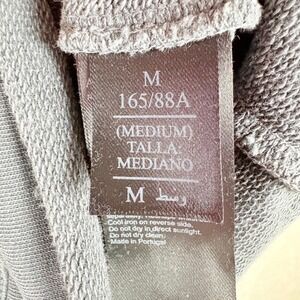 M
165/88A
(MEDIUM)
TALLA:
MEDIANO
M وسط
separately.
Cool iron on reverse side.
Do not dry in direct sunlight.
Do not dry clean.
Made in Portugal